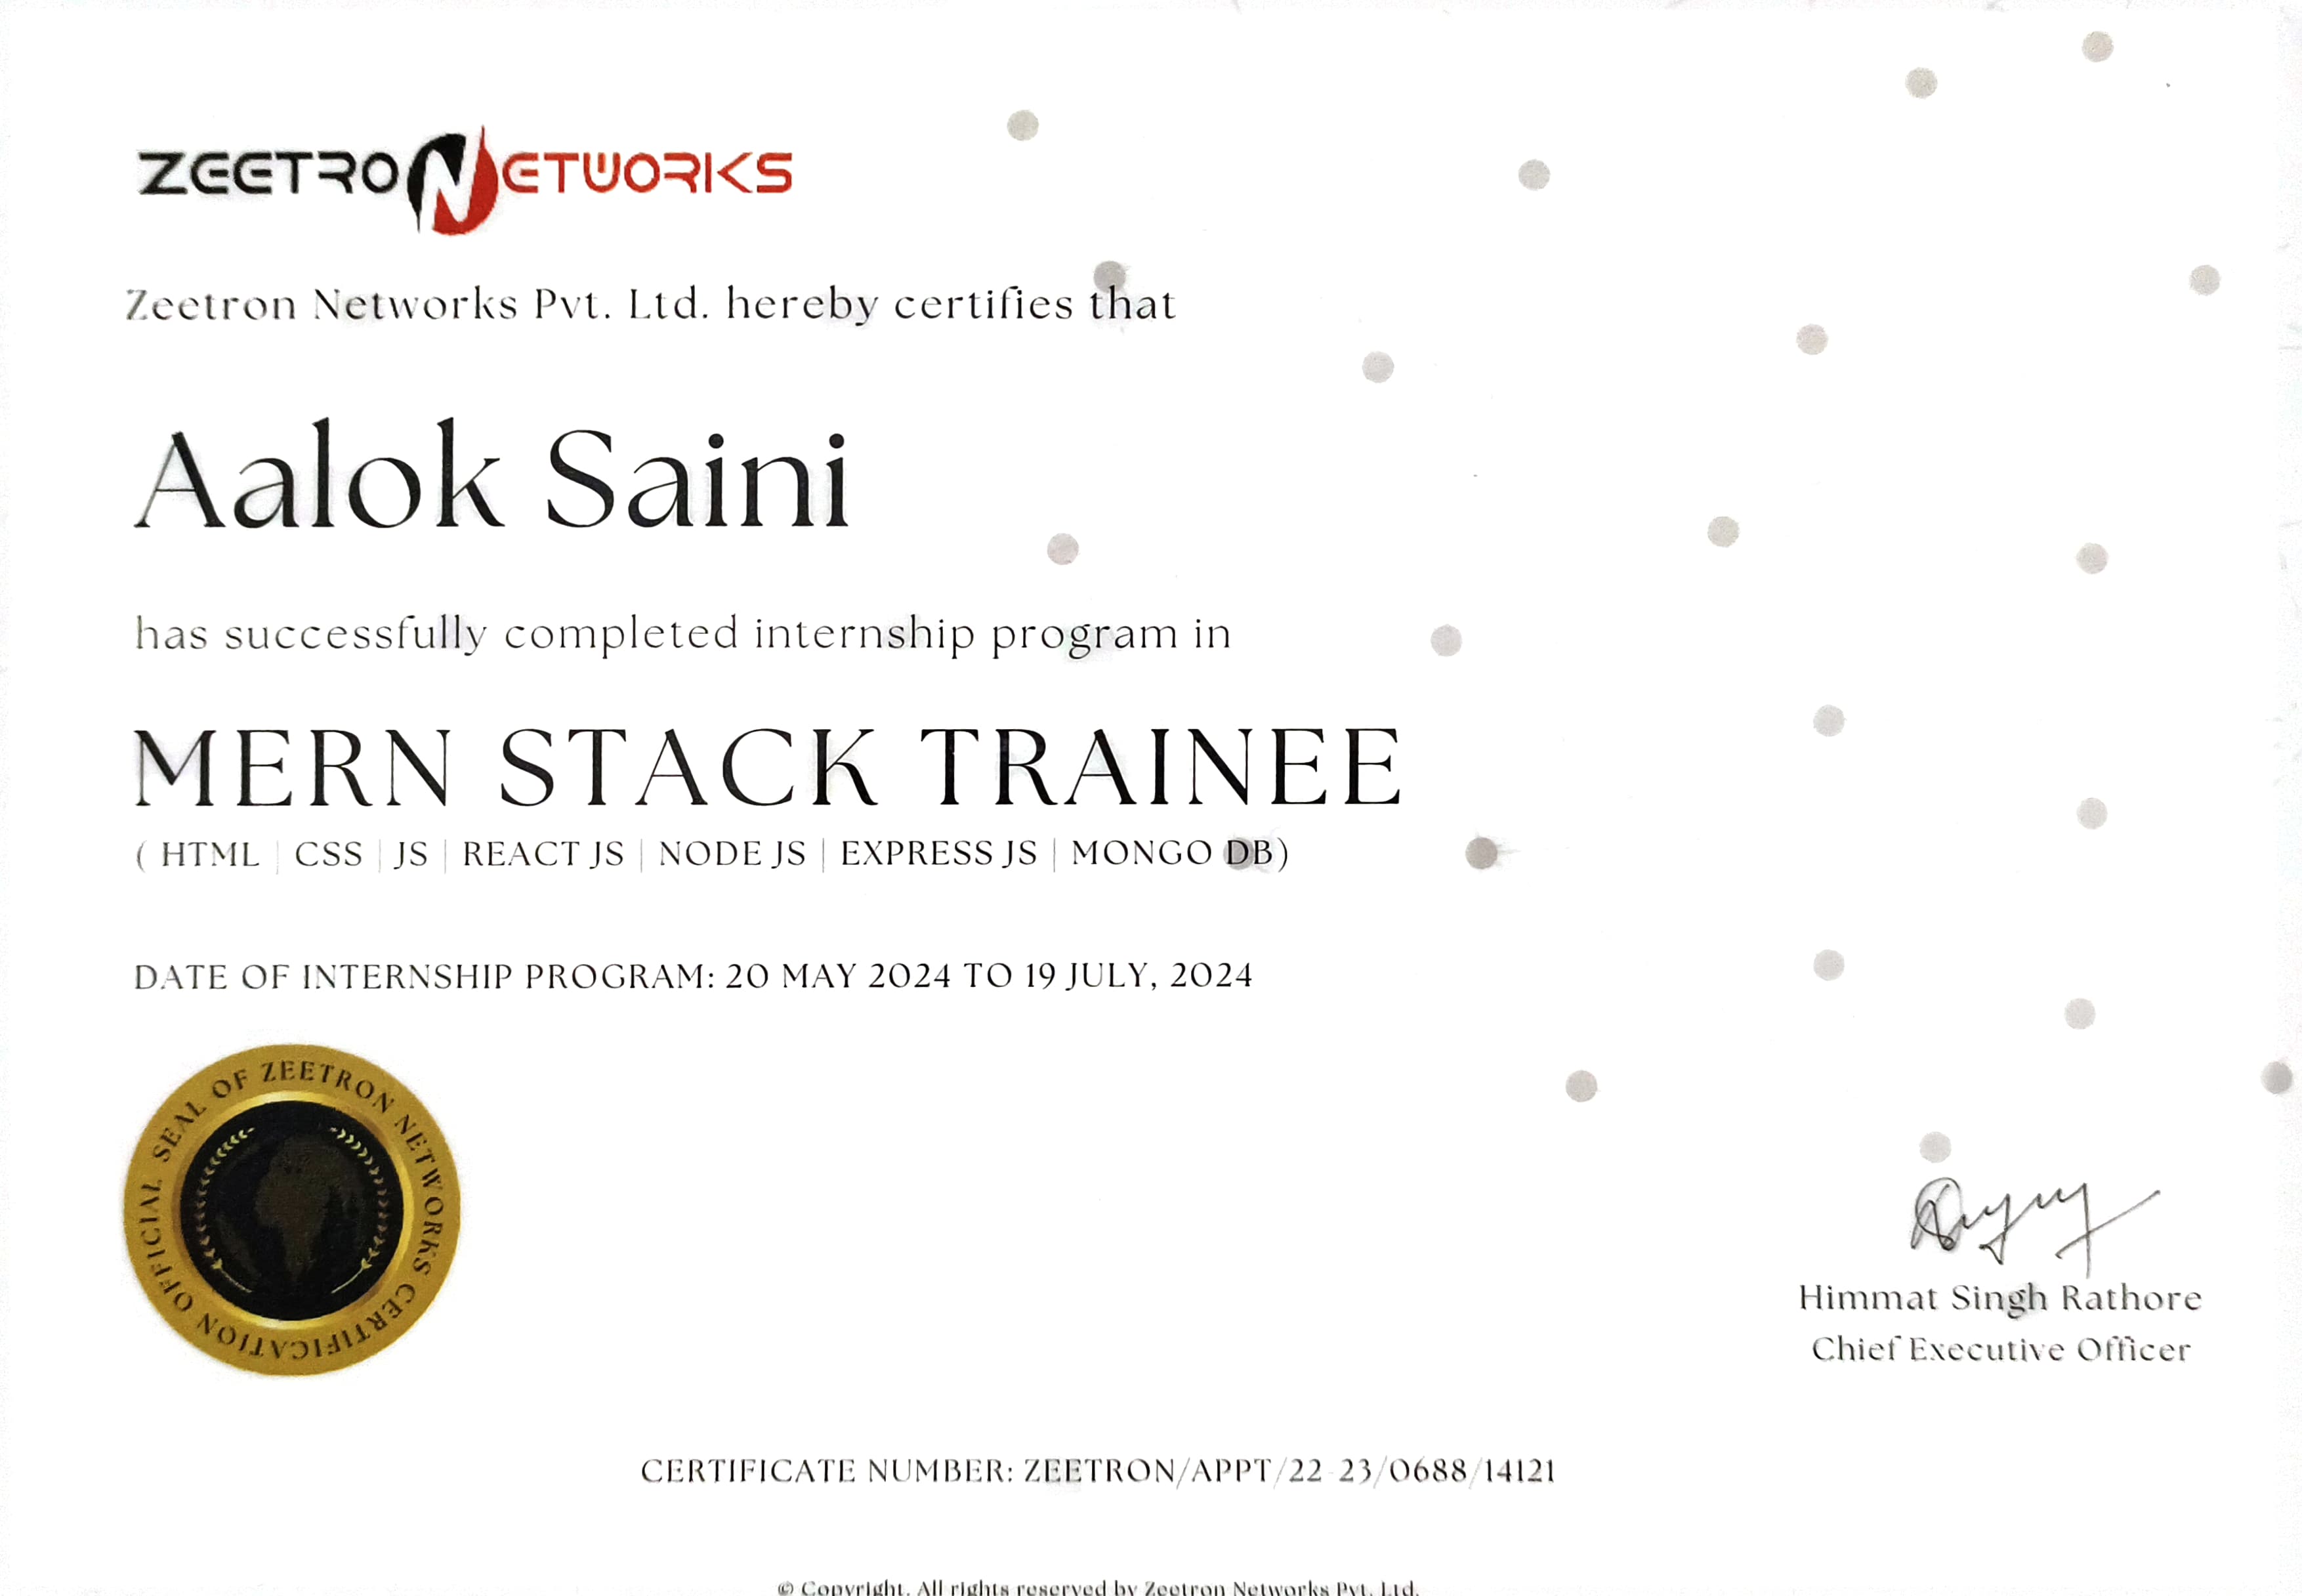 ZEETRONETWORKS
Zeetron Networks Pvt. Ltd. hereby certifies that
Aalok Saini
has successfully completed internship program in
MERN STACK TRAINEE
( HTML | CSS | JS | REACT JS | NODE JS | EXPRESS JS | MONGO DB)
DATE OF INTERNSHIP PROGRAM: 20 MAY 2024 TO 19 JULY, 2024
OFFICIAL SEAL OF ZEETRON NETWORKS CERTIFICATION
Himmat Singh Rathore
Chief Executive Officer
CERTIFICATE NUMBER: ZEETRON/APPT/22-23/0688/14121
© Copyright. All rights reserved by Zeetron Networks Pvt. Ltd.